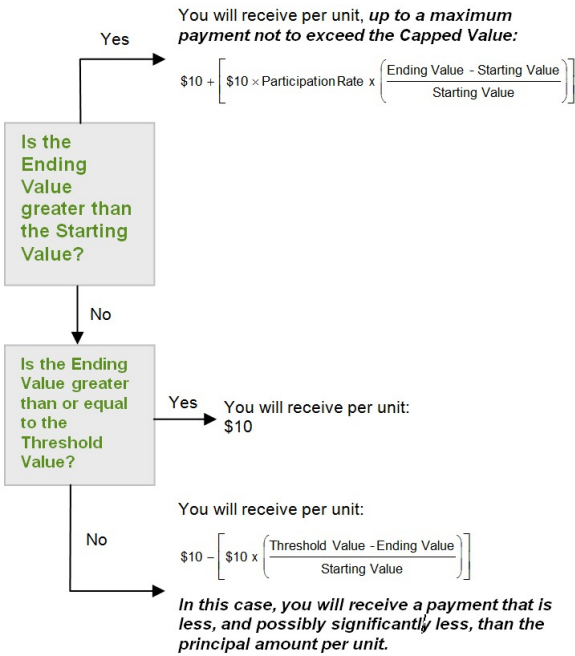 You will receive per unit, up to a maximum
payment not to exceed the Capped Value:
Yes
$10 + [ $10 × Participation Rate x ( Ending Value - Starting Value / Starting Value ) ]
Is the
Ending
Value
greater than
the Starting
Value?
No
Is the Ending
Value greater
than or equal
to the
Threshold
Value?
Yes
You will receive per unit:
$10
You will receive per unit:
No
$10 – [ $10 x ( Threshold Value - Ending Value / Starting Value ) ]
In this case, you will receive a payment that is
less, and possibly significantly less, than the
principal amount per unit.